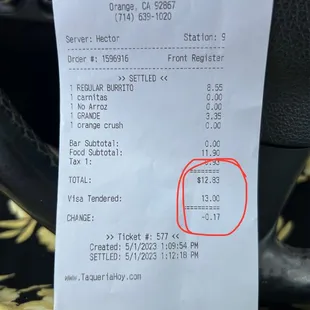 Orange, CA 92867
(714) 639-1020
Server: Hector Station: 9
Order #: 1596916 Front Register
>> SETTLED <<
1 REGULAR BURRITO 8.55
1 carnitas 0.00
1 No Arroz 0.00
1 GRANDE 3.35
1 orange crush 0.00
Bar Subtotal: 0.00
Food Subtotal: 11.90
Tax 1: 0.93
========
TOTAL: $12.83
Visa Tendered: 13.00
========
CHANGE: -0.17
>> Ticket #: 577 <<
Created: 5/1/2023 1:09:54 PM
SETTLED: 5/1/2023 1:12:18 PM
www.TaqueriaHoy.com